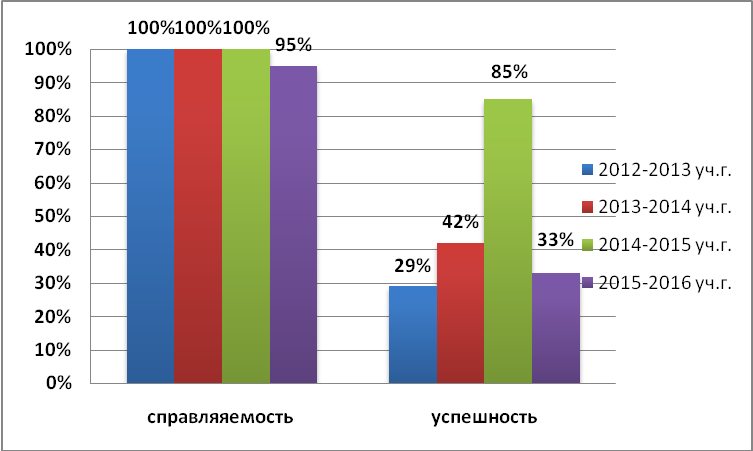 100% 100% 100% 95%
85%
42%
29%
33%
100%
90%
80%
70%
60%
50%
40%
30%
20%
10%
0%
справляяемость
успешность
2012-2013 уч.г.
2013-2014 уч.г.
2014-2015 уч.г.
2015-2016 уч.г.